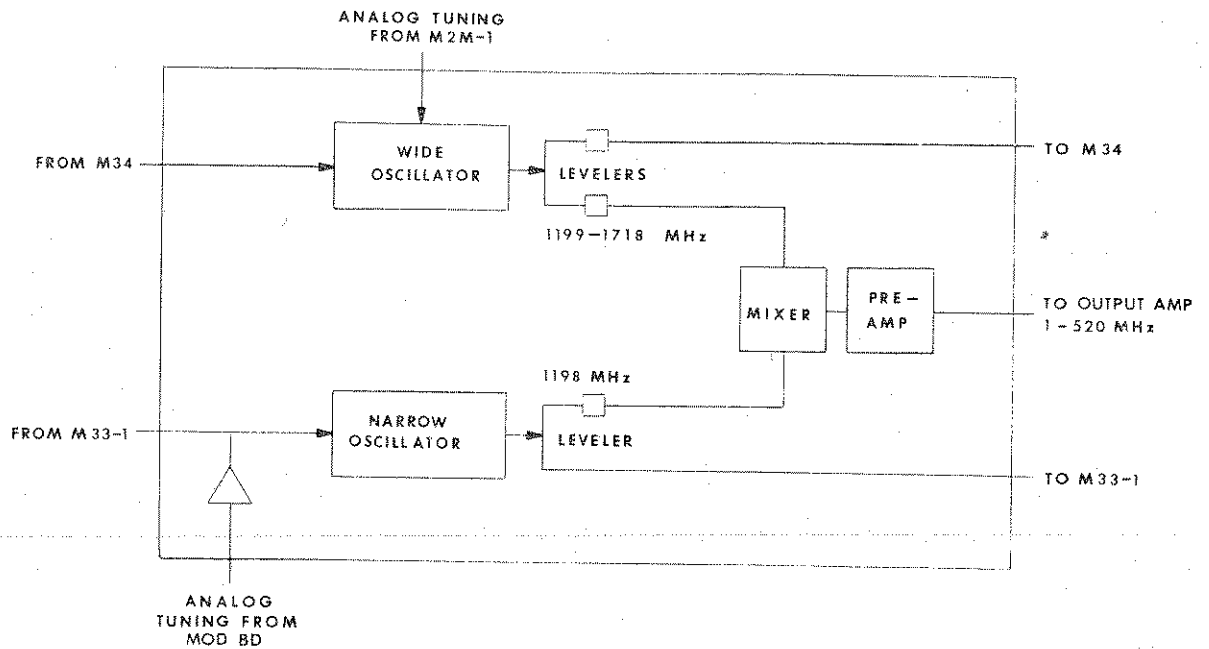 ANALOG TUNING
FROM M2M-1
FROM M34
WIDE
OSCILLATOR
LEVELERS
TO M34
1199-1718 MHz
MIXER
PRE-
AMP
TO OUTPUT AMP
1-520 MHz
1198 MHz
FROM M33-1
NARROW
OSCILLATOR
LEVELER
TO M33-1
ANALOG
TUNING FROM
MOD BD